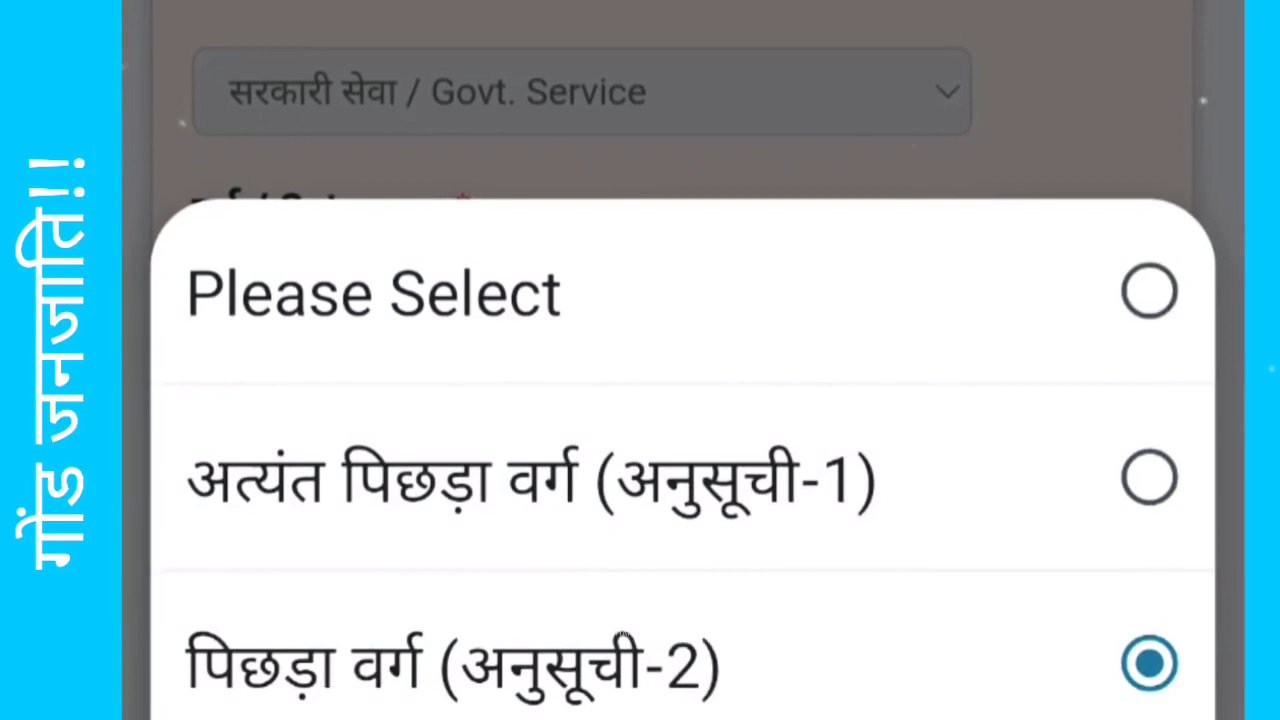 गोंड जनजाति!!
सरकारी सेवा / Govt. Service
Please Select
अत्यंत पिछड़ा वर्ग (अनुसूची-1)
पिछड़ा वर्ग (अनुसूची-2)